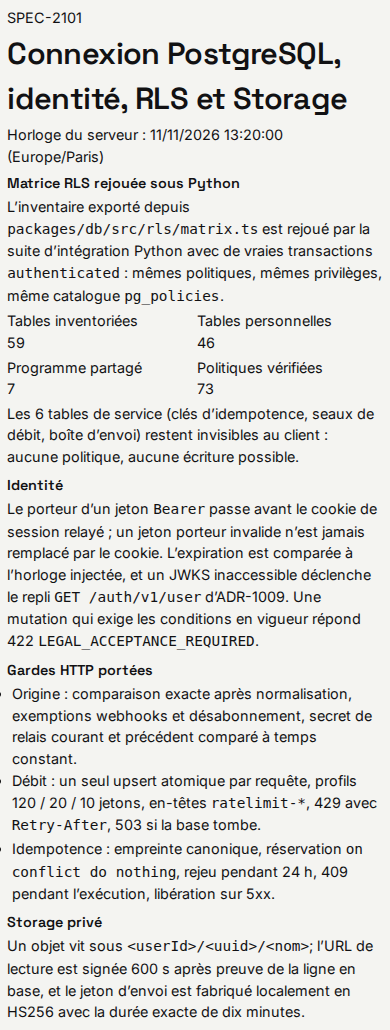 SPEC-2101
Connexion PostgreSQL,
identité, RLS et Storage
Horloge du serveur : 11/11/2026 13:20:00
(Europe/Paris)
Matrice RLS rejouée sous Python
L’inventaire exporté depuis
packages/db/src/rls/matrix.ts est rejoué par la
suite d’intégration Python avec de vraies transactions
authenticated : mêmes politiques, mêmes privilèges,
même catalogue pg_policies.
Tables inventoriées Tables personnelles
59 46
Programme partagé Politiques vérifiées
7 73
Les 6 tables de service (clés d’idempotence, seaux de
débit, boîte d’envoi) restent invisibles au client :
aucune politique, aucune écriture possible.
Identité
Le porteur d’un jeton Bearer passe avant le cookie de
session relayé ; un jeton porteur invalide n’est jamais
remplacé par le cookie. L’expiration est comparée à
l’horloge injectée, et un JWKS inaccessible déclenche
le repli GET /auth/v1/user d’ADR-1009. Une
mutation qui exige les conditions en vigueur répond
422 LEGAL_ACCEPTANCE_REQUIRED.
Gardes HTTP portées
Origine : comparaison exacte après normalisation,
exemptions webhooks et désabonnement, secret de
relais courant et précédent comparé à temps
constant.
Débit : un seul upsert atomique par requête, profils
120 / 20 / 10 jetons, en-têtes ratelimit-*, 429 avec
Retry-After, 503 si la base tombe.
Idempotence : empreinte canonique, réservation on
conflict do nothing, rejeu pendant 24 h, 409
pendant l’exécution, libération sur 5xx.
Storage privé
Un objet vit sous <userId>/<uuid>/<nom>; l’URL de
lecture est signée 600 s après preuve de la ligne en
base, et le jeton d’envoi est fabriqué localement en
HS256 avec la durée exacte de dix minutes.